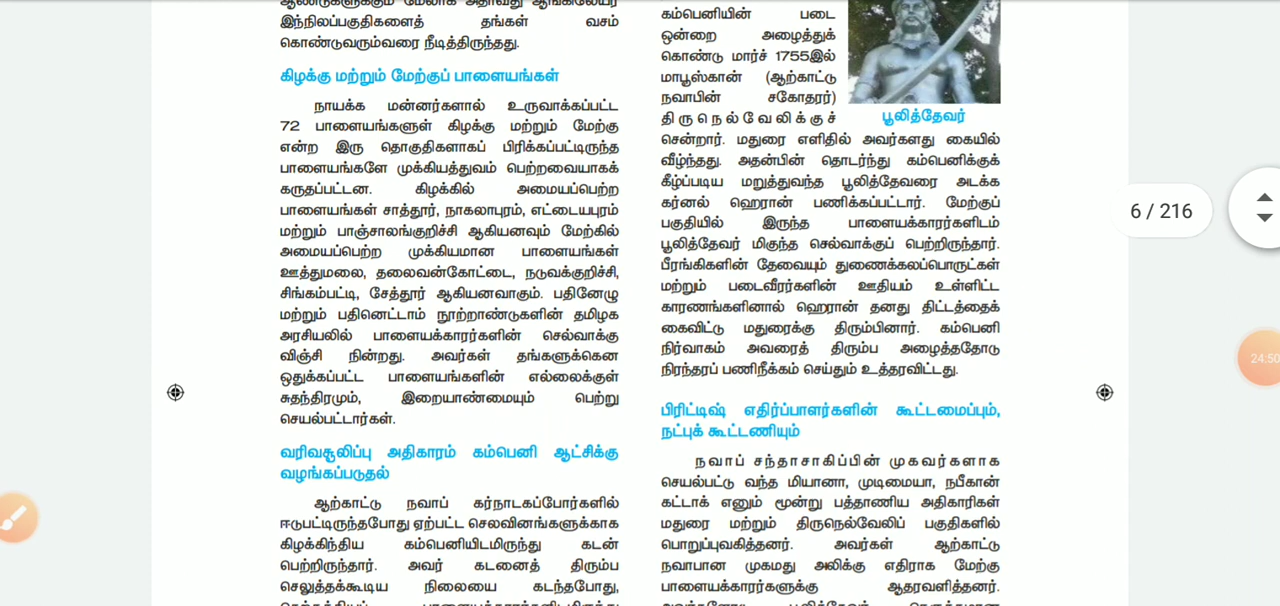 ஆண்டுகளுக்கும் மேலாக அதாவது ஆங்கிலேயர்
இந்நிலப்பகுதிகளைத் தங்கள் வசம்
கொண்டுவரும்வரை நீடித்திருந்தது.
கிழக்கு மற்றும் மேற்குப் பாளையங்கள்
நாயக்க மன்னர்களால் உருவாக்கப்பட்ட
72 பாளையங்களுள் கிழக்கு மற்றும் மேற்கு
என்ற இரு தொகுதிகளாகப் பிரிக்கப்பட்டிருந்த
பாளையங்களே முக்கியத்துவம் பெற்றவையாகக்
கருதப்பட்டன. கிழக்கில் அமையப்பெற்ற
பாளையங்கள் சாத்தூர், நாகலாபுரம், எட்டையபுரம்
மற்றும் பாஞ்சாலங்குறிச்சி ஆகியனவும் மேற்கில்
அமையப்பெற்ற முக்கியமான பாளையங்கள்
ஊத்துமலை, தலைவன்கோட்டை, நடுவக்குறிச்சி,
சிங்கம்பட்டி, சேத்தூர் ஆகியனவாகும். பதினேழு
மற்றும் பதினெட்டாம் நூற்றாண்டுகளின் தமிழக
அரசியலில் பாளையக்காரர்களின் செல்வாக்கு
விஞ்சி நின்றது. அவர்கள் தங்களுக்கென
ஒதுக்கப்பட்ட பாளையங்களின் எல்லைக்குள்
சுதந்திரமும், இறையாண்மையும் பெற்று
செயல்பட்டார்கள்.
வரிவசூலிப்பு அதிகாரம் கம்பெனி ஆட்சிக்கு
வழங்கப்படுதல்
ஆற்காட்டு நவாப் கர்நாடகப்போர்களில்
ஈடுபட்டிருந்தபோது ஏற்பட்ட செலவினங்களுக்காக
கிழக்கிந்திய கம்பெனியிடமிருந்து கடன்
பெற்றிருந்தார். அவர் கடனைத் திரும்ப
செலுத்தக்கூடிய நிலையை கடந்தபோது,
கம்பெனியின் படை
ஒன்றை அழைத்துக்
கொண்டு மார்ச் 1755இல்
மாபூஸ்கான் (ஆற்காட்டு
நவாபின் சகோதரர்)
திருநெல்வேலிக்குச்
சென்றார். மதுரை எளிதில் அவர்களது கையில்
வீழ்ந்தது. அதன்பின் தொடர்ந்து கம்பெனிக்குக்
கீழ்ப்படிய மறுத்துவந்த பூலித்தேவரை அடக்க
கர்னல் ஹெரான் பணிக்கப்பட்டார். மேற்குப்
பகுதியில் இருந்த பாளையக்காரர்களிடம்
பூலித்தேவர் மிகுந்த செல்வாக்குப் பெற்றிருந்தார்.
பீரங்கிகளின் தேவையும் துணைக்கலப்பொருட்கள்
மற்றும் படைவீரர்களின் ஊதியம் உள்ளிட்ட
காரணங்களினால் ஹெரான் தனது திட்டத்தைக்
கைவிட்டு மதுரைக்கு திரும்பினார். கம்பெனி
நிர்வாகம் அவரைத் திரும்ப அழைத்ததோடு
நிரந்தரப் பணிநீக்கம் செய்தும் உத்தரவிட்டது.
பூலித்தேவர்
பிரிட்டிஷ் எதிர்ப்பாளர்களின் கூட்டமைப்பும்,
நட்புக் கூட்டணியும்
நவாப் சந்தாசாகிப்பின் முகவர்களாக
செயல்பட்டு வந்த மியானா, முடிமையா, நபீகான்
கட்டாக் எனும் மூன்று பத்தாணிய அதிகாரிகள்
மதுரை மற்றும் திருநெல்வேலிப் பகுதிகளில்
பொறுப்புவகித்தனர். அவர்கள் ஆற்காட்டு
நவாபான முகமது அலிக்கு எதிராக மேற்கு
பாளையக்காரர்களுக்கு ஆதரவளித்தனர்.
6 / 216
24:50